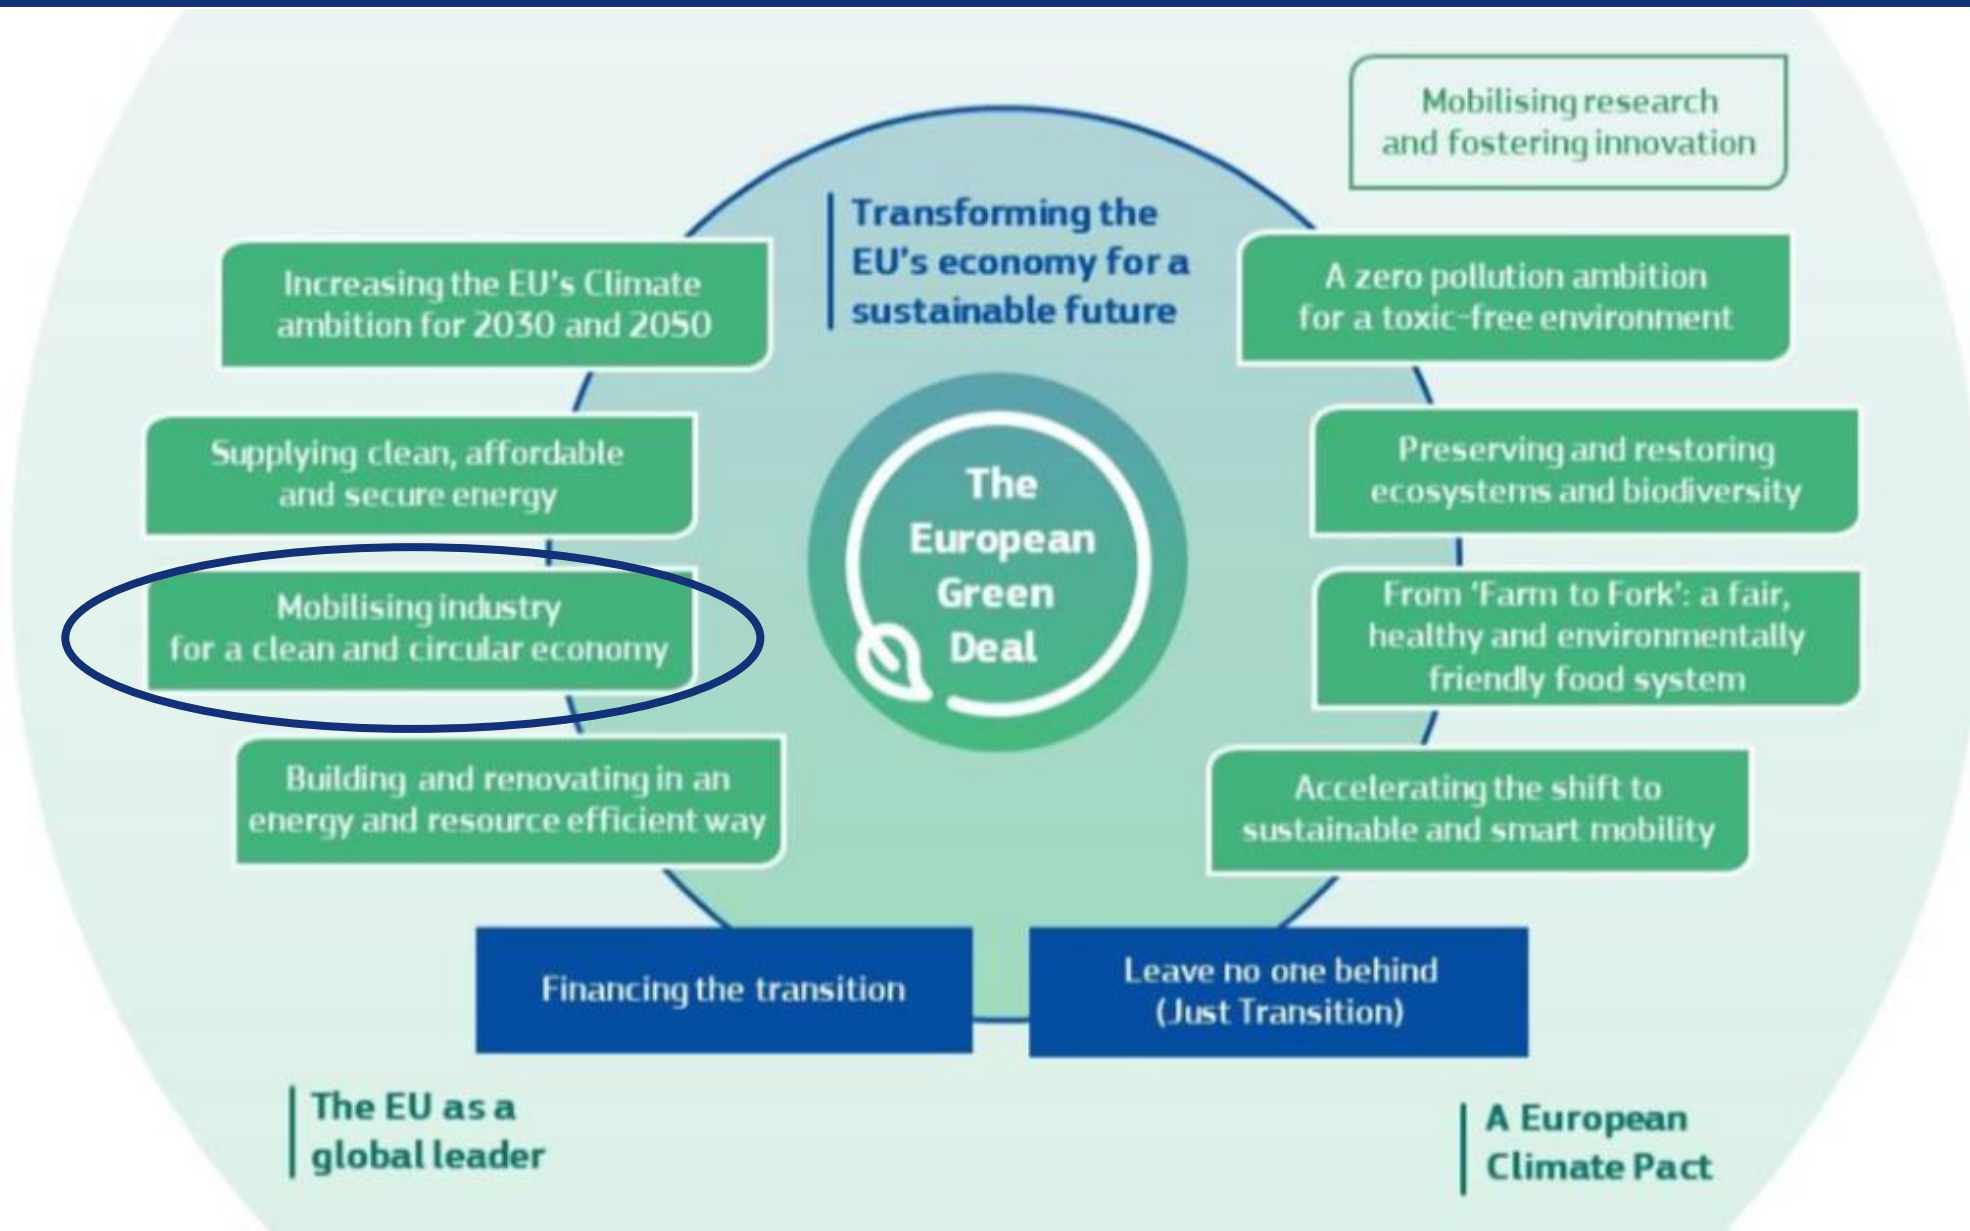 Mobilising research
and fostering innovation
Transforming the
EU's economy for a
sustainable future
Increasing the EU's Climate
ambition for 2030 and 2050
Supplying clean, affordable
and secure energy
Mobilising industry
for a clean and circular economy
Building and renovating in an
energy and resource efficient way
The
European
Green
Deal
A zero pollution ambition
for a toxic-free environment
Preserving and restoring
ecosystems and biodiversity
From ‘Farm to Fork’: a fair,
healthy and environmentally
friendly food system
Accelerating the shift to
sustainable and smart mobility
Financing the transition
Leave no one behind
(Just Transition)
The EU as a
global leader
A European
Climate Pact